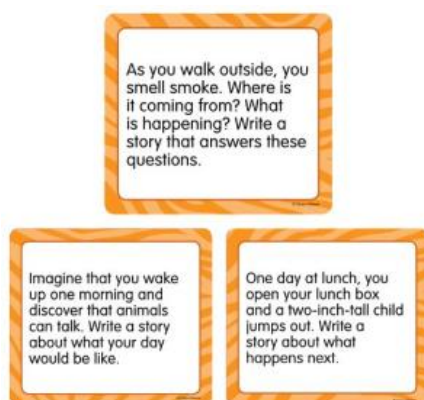 As you walk outside, you
smell smoke. Where is
it coming from? What
is happening? Write a
story that answers these
questions.
Imagine that you wake
up one morning and
discover that animals
can talk. Write a story
about what your day
would be like.
One day at lunch, you
open your lunch box
and a two-inch-tall child
jumps out. Write a
story about what
happens next.